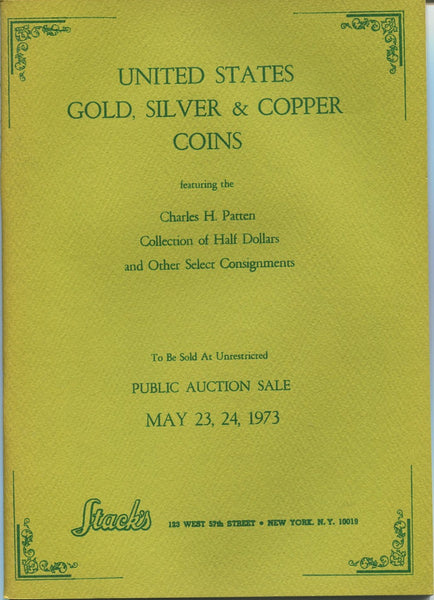 UNITED STATES
GOLD, SILVER & COPPER
COINS
featuring the
Charles H. Patten
Collection of Half Dollars
and Other Select Consignments
To Be Sold At Unrestricted
PUBLIC AUCTION SALE
MAY 23, 24, 1973
Stack's 123 WEST 57th STREET • NEW YORK, N. Y. 10019